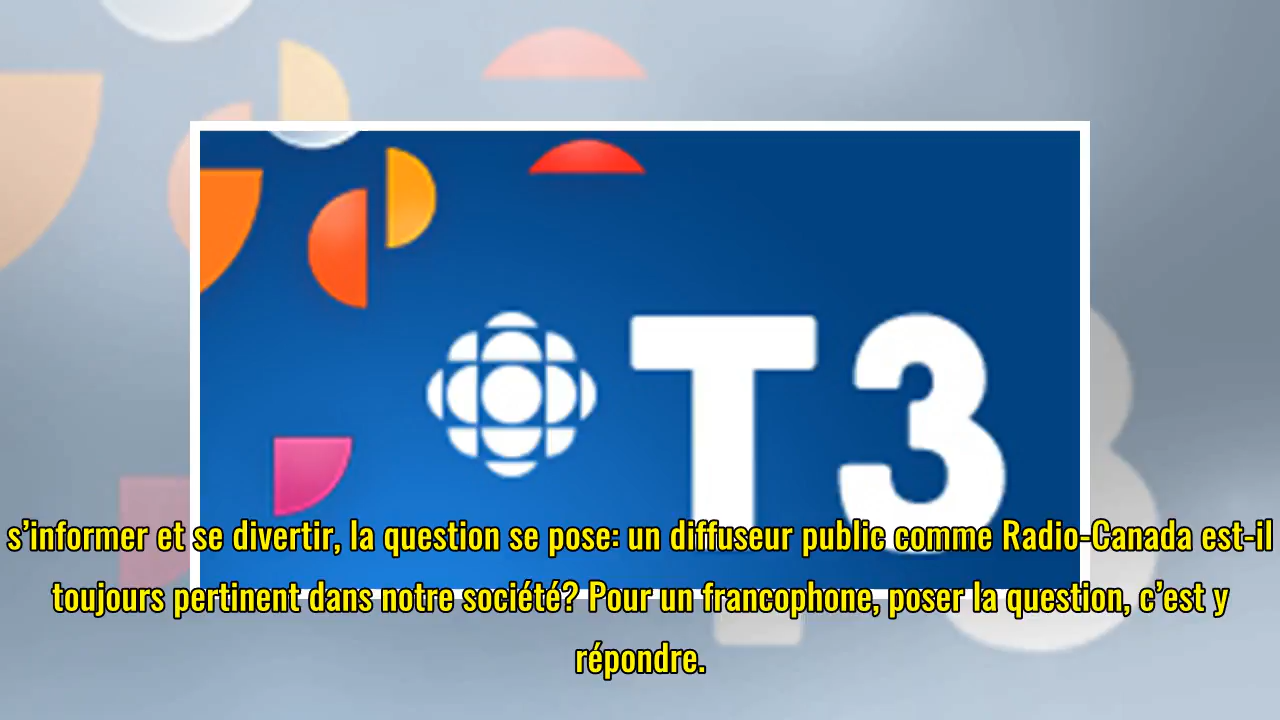 T3
s’informer et se divertir, la question se pose: un diffuseur public comme Radio-Canada est-il
toujours pertinent dans notre société? Pour un francophone, poser la question, c’est y
répondre.